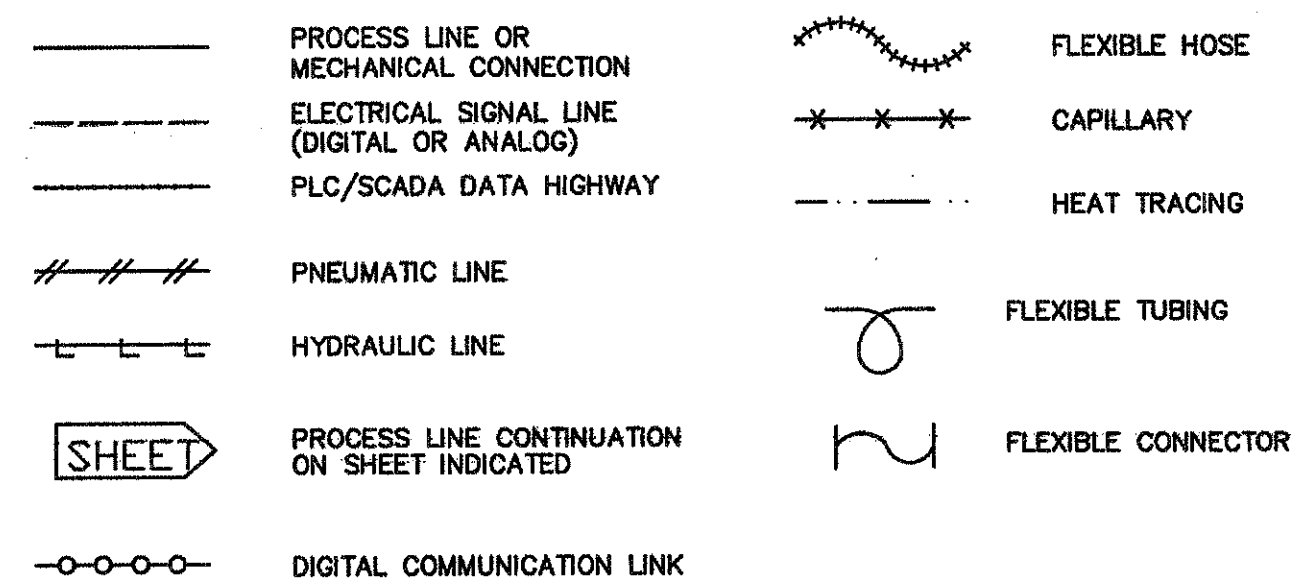 PROCESS LINE OR
MECHANICAL CONNECTION
ELECTRICAL SIGNAL LINE
(DIGITAL OR ANALOG)
PLC/SCADA DATA HIGHWAY
PNEUMATIC LINE
HYDRAULIC LINE
SHEET
PROCESS LINE CONTINUATION
ON SHEET INDICATED
DIGITAL COMMUNICATION LINK
FLEXIBLE HOSE
CAPILLARY
HEAT TRACING
FLEXIBLE TUBING
FLEXIBLE CONNECTOR